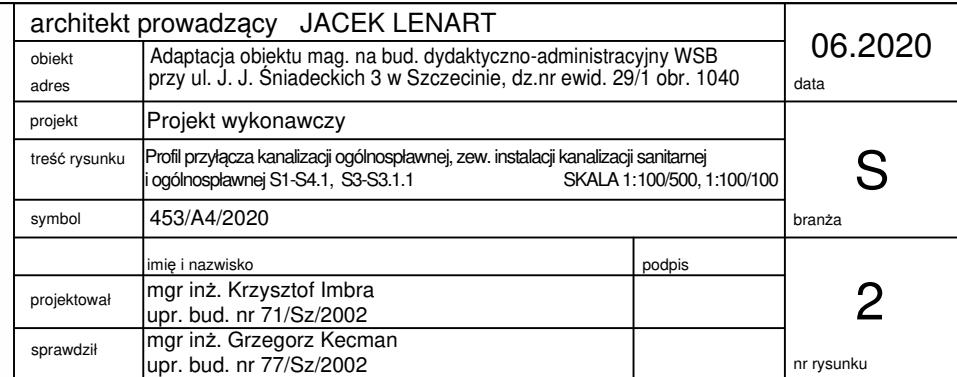 architekt prowadzący JACEK LENART
obiekt
adres
Adaptacja obiektu mag. na bud. dydaktyczno-administracyjny WSB
przy ul. J. J. Śniadeckich 3 w Szczecinie, dz.nr ewid. 29/1 obr. 1040
06.2020
data
projekt
Projekt wykonawczy
treść rysunku
Profil przyłącza kanalizacji ogólnospławnej, zew. instalacji kanalizacji sanitarnej
i ogólnospławnej S1-S4.1, S3-S3.1.1 SKALA 1:100/500, 1:100/100
S
branża
symbol
453/A4/2020
imię i nazwisko
podpis
projektował
mgr inż. Krzysztof Imbra
upr. bud. nr 71/Sz/2002
sprawdził
mgr inż. Grzegorz Kecman
upr. bud. nr 77/Sz/2002
2
nr rysunku